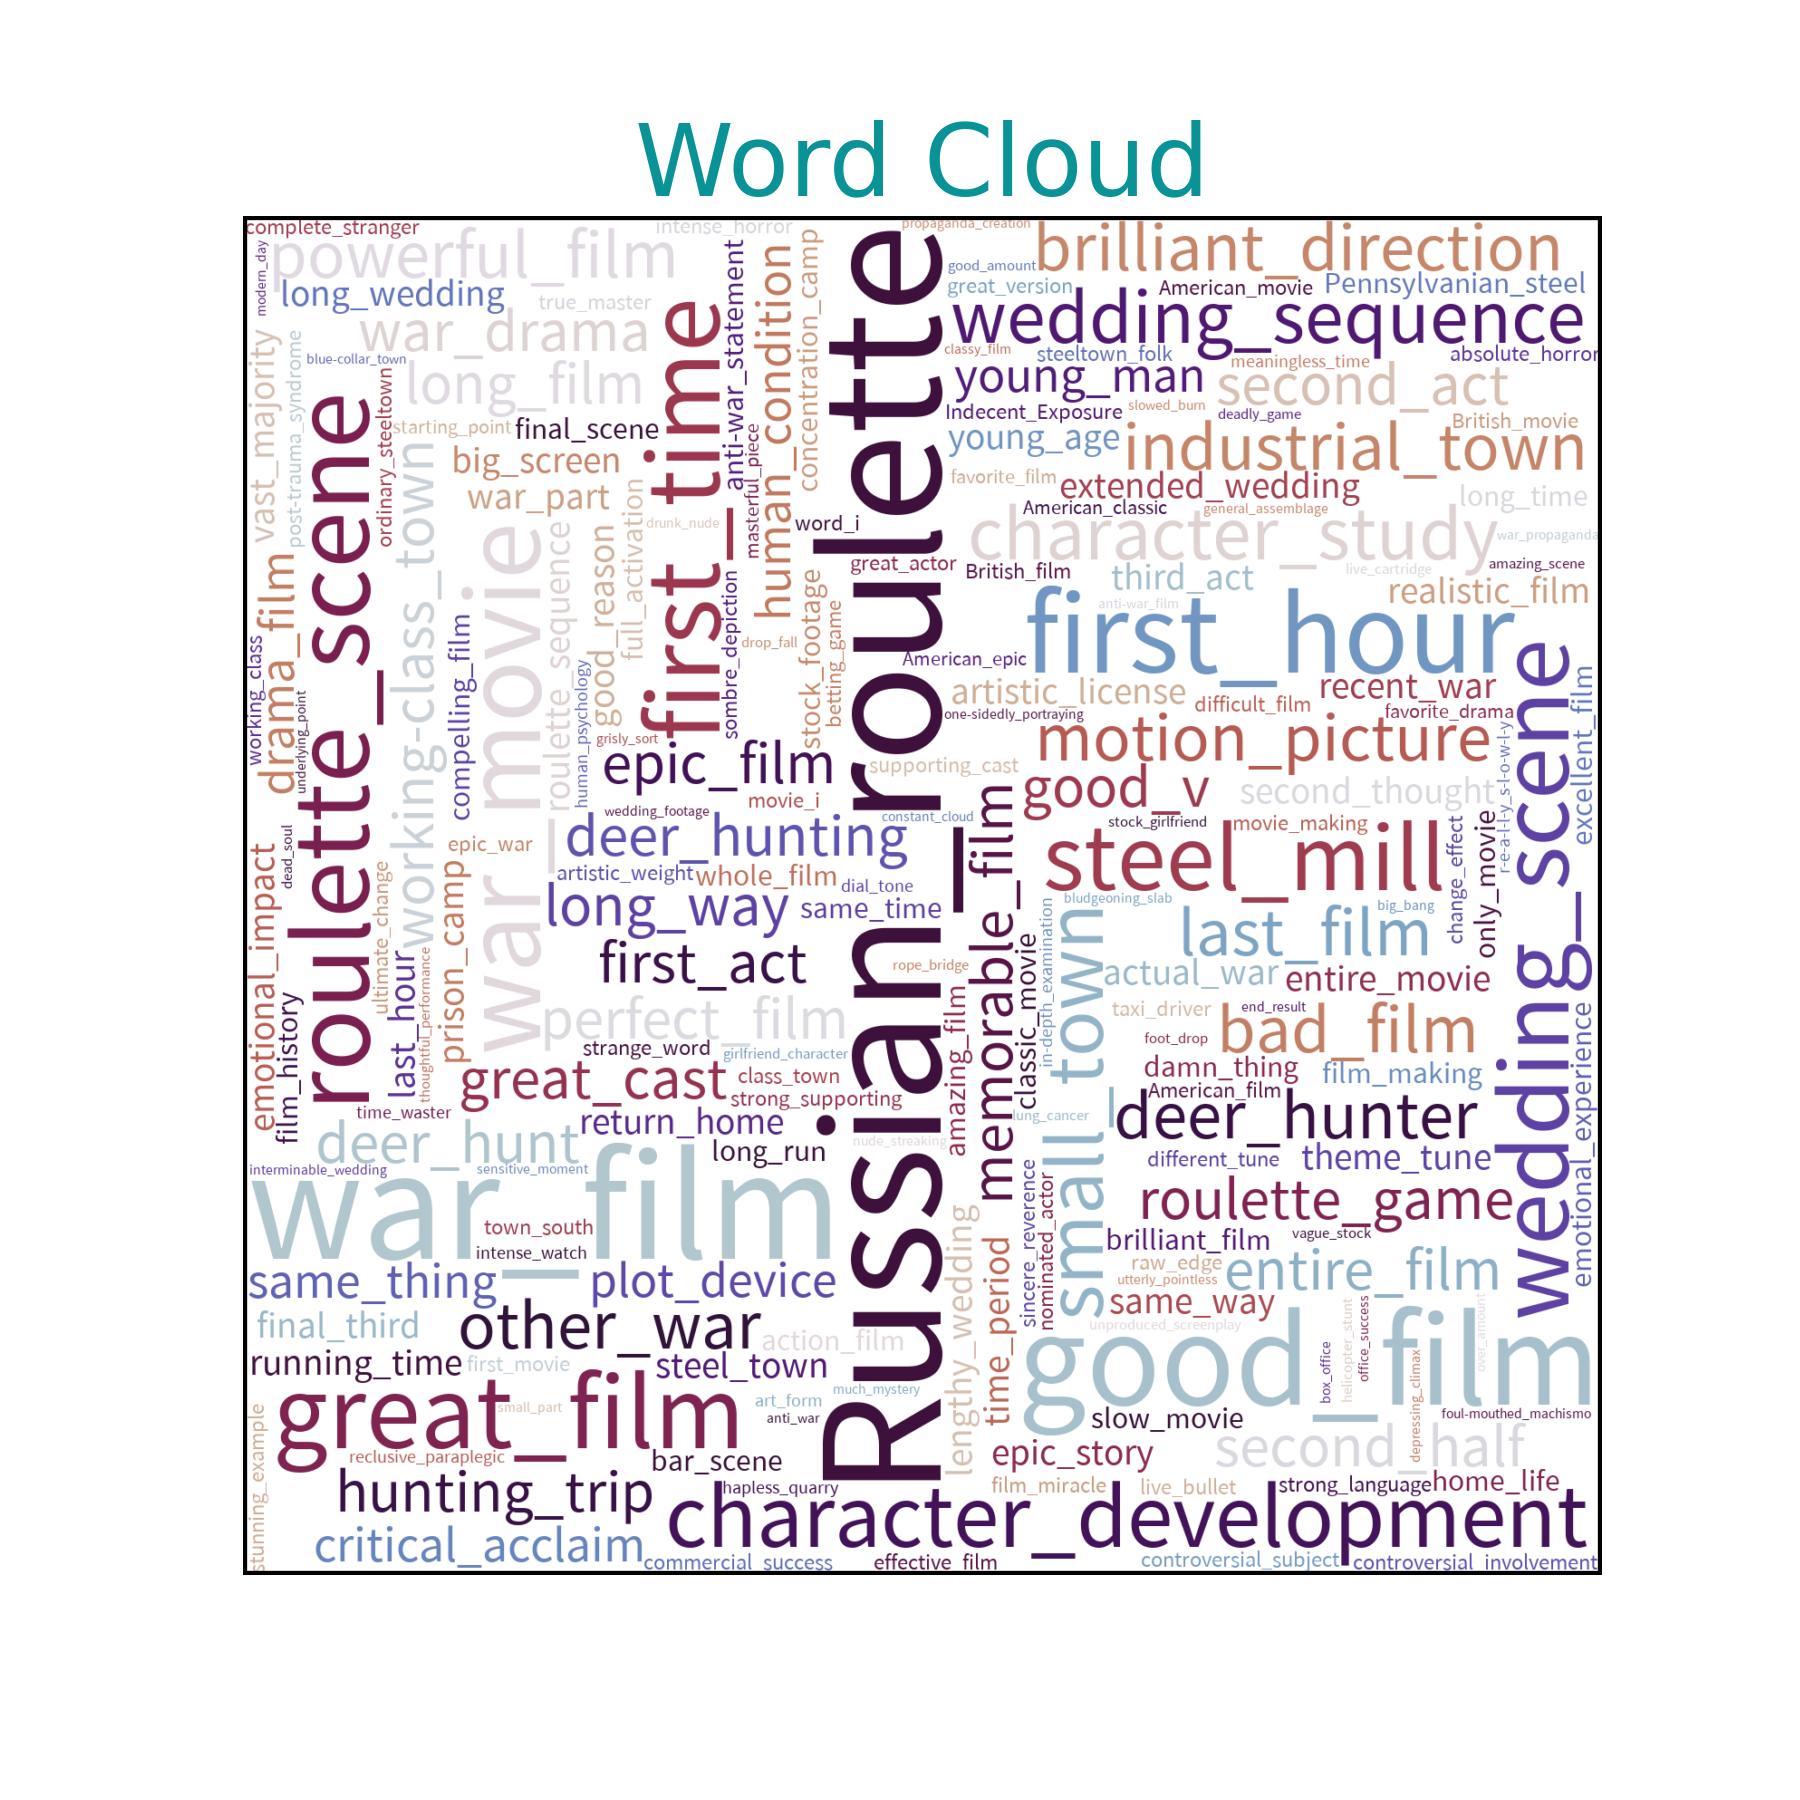 Word Cloud
complete_stranger
intense_horror
propaganda_creation
powerful_film
brilliant_direction
modern_day
good_amount
long_wedding
true_master
anti-war_statement
human_condition
concentration_camp
great_version
American_movie
Pennsylvanian_steel
war_drama
wedding_sequence
vast_majority
post-trauma_syndrome
blue-collar_town
classy_film
steeltown_folk
meaningless_time
absolute_horror
long_film
first_time
young_man
second_act
roulette_scene
ordinary_steeltown
Indecent_Exposure
slowed_burn
deadly_game
British_movie
starting_point
final_scene
young_age
industrial_town
working-class_town
big_screen
masterful_piece
favorite_film
extended_wedding
long_time
war_part
American_classic
general_assemblage
full_activation
drunk_nude
word_i
character_study
war_propaganda
war_movie
roulette_sequence
good_reason
great_actor
British_film
third_act
live_cartridge
amazing_scene
drama_film
sombre_depiction
stock_footage
betting_game
anti-war_film
realistic_film
working_class
compelling_film
drop_fall
first_hour
human_psychology
American_epic
wedding_scene
excellent_film
underlying_point
artistic_license
difficult_film
recent_war
grisly_sort
one-sidedly_portraying
favorite_drama
epic_film
supporting_cast
motion_picture
r-e-a-l-l-y_s-l-o-w-l-y
movie_i
good_v
second_thought
wedding_footage
constant_cloud
memorable_film
stock_girlfriend
movie_making
deer_hunting
dead_soul
emotional_impact
epic_war
steel_mill
change_effect
only_movie
ultimate_change
prison_camp
artistic_weight
whole_film
dial_tone
bludgeoning_slab
big_bang
long_way
same_time
in-depth_examination
small_town
last_film
last_hour
thoughtful_performance
first_act
rope_bridge
classic_movie
actual_war
entire_movie
film_history
perfect_film
amazing_film
taxi_driver
end_result
bad_film
emotional_experience
strange_word
girlfriend_character
foot_drop
great_cast
class_town
damn_thing
film_making
time_waster
strong_supporting
American_film
return_home
lung_cancer
deer_hunter
deer_hunt
long_run
nude_streaking
interminable_wedding
sensitive_moment
different_tune
theme_tune
war_film
sincere_reverence
nominated_actor
roulette_game
town_south
lengthy_wedding
time_period
brilliant_film
vague_stock
intense_watch
raw_edge
utterly_pointless
entire_film
same_thing
plot_device
same_way
final_third
other_war
action_film
unproduced_screenplay
good_film
box_office
helicopter_stunt
office_success
over_amount
running_time
first_movie
steel_town
depressing_climax
great_film
small_part
art_form
much_mystery
anti_war
slow_movie
foul-mouthed_machismo
stunning_example
reclusive_paraplegic
bar_scene
epic_story
second_half
Russian_roulette
hunting_trip
hapless_quarry
film_miracle
live_bullet
strong_language
home_life
character_development
critical_acclaim
commercial_success
effective_film
controversial_subject
controversial_involvement